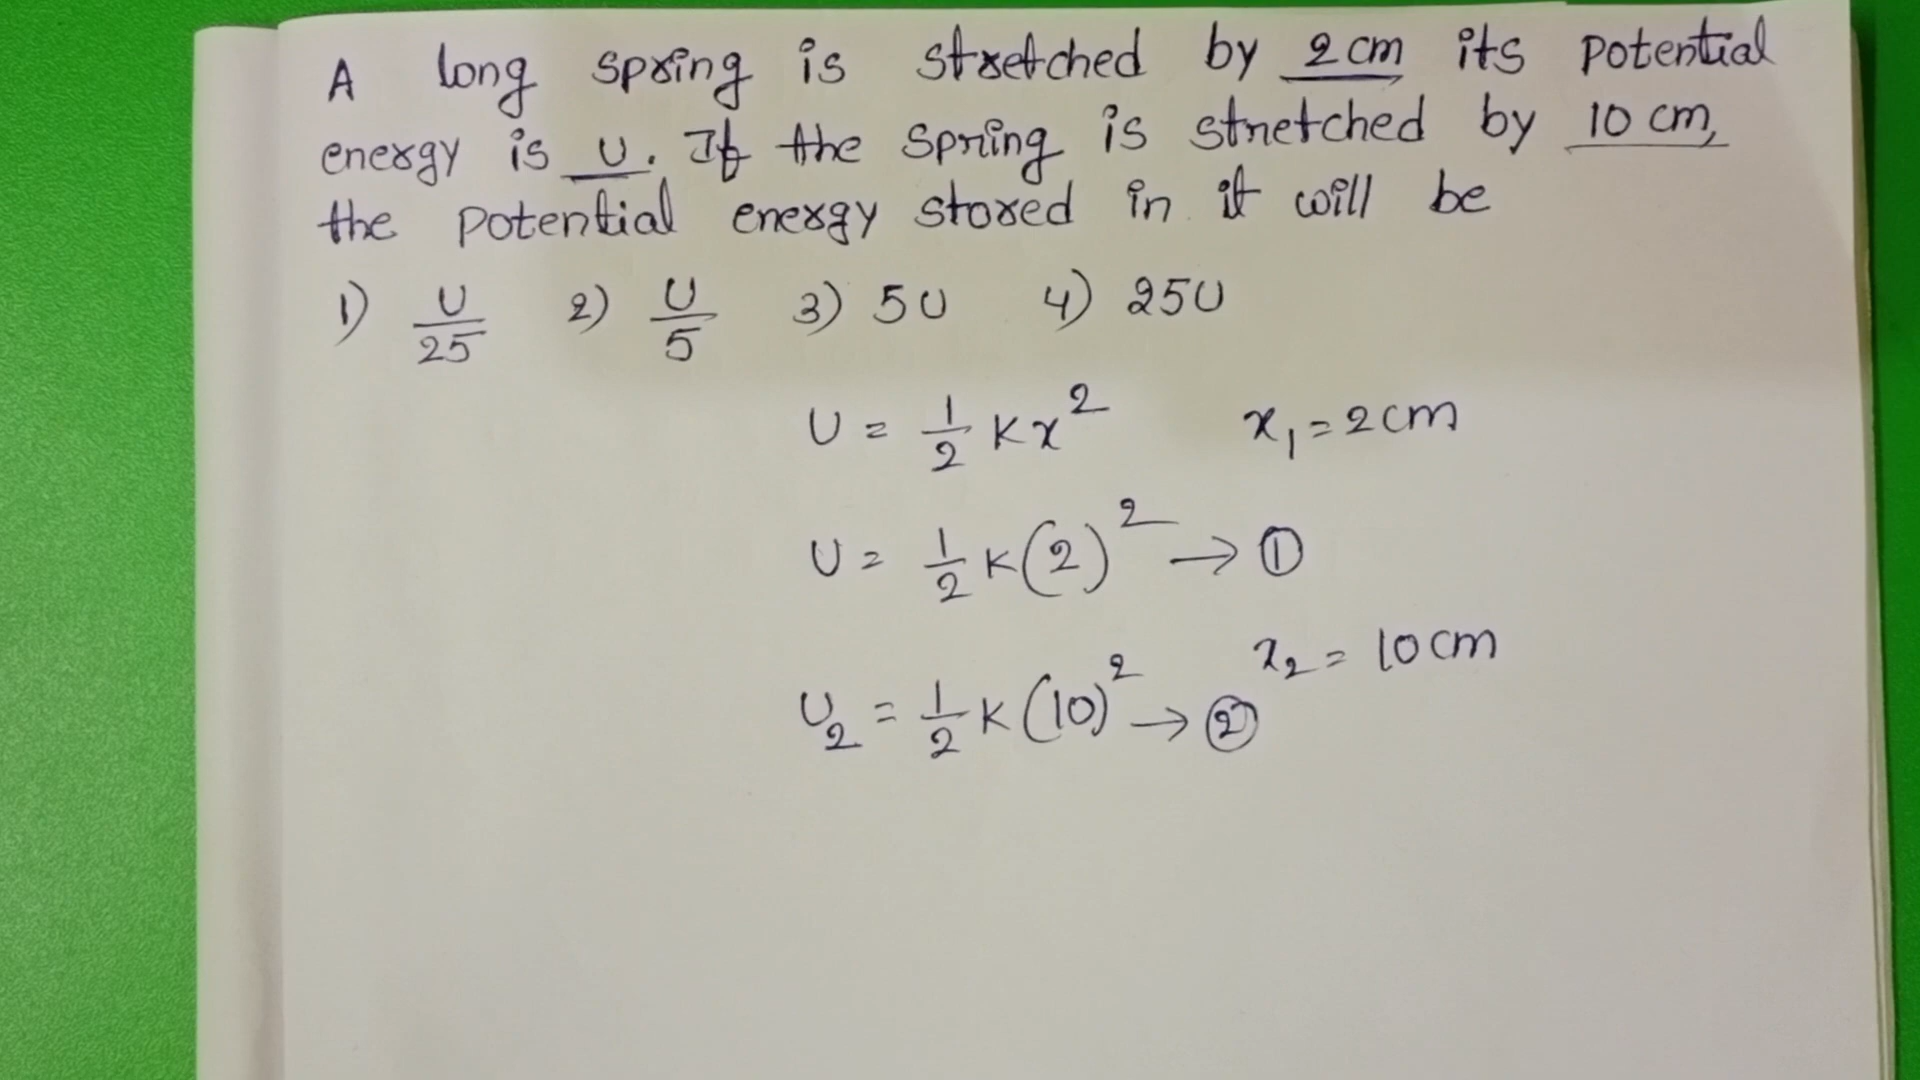 A long spring is stretched by 2 cm its potential
energy is U. If the spring is stretched by 10 cm,
the potential energy stored in it will be
1) U/25 2) U/5 3) 5U 4) 25U
U = 1/2 Kx² x₁ = 2cm
U = 1/2 K(2)² → ①
x₂ = 10cm
U₂ = 1/2 K(10)² → ②